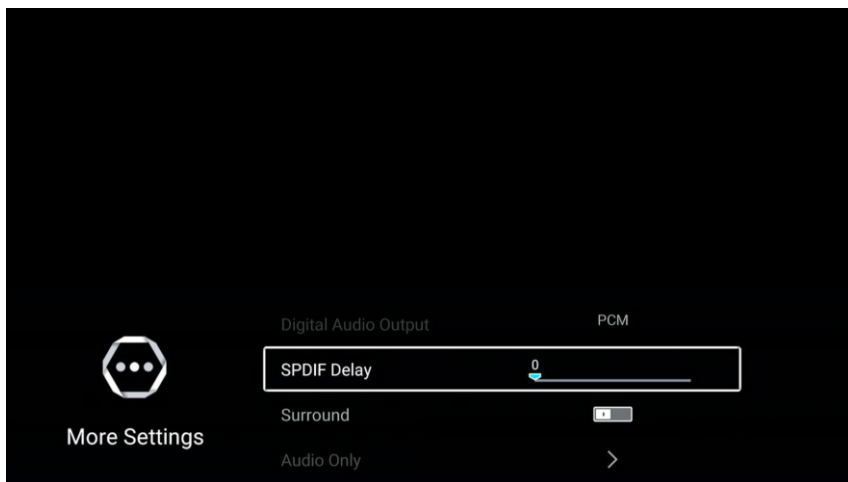 Digital Audio Output
PCM
SPDIF Delay
0
Surround
More Settings
Audio Only